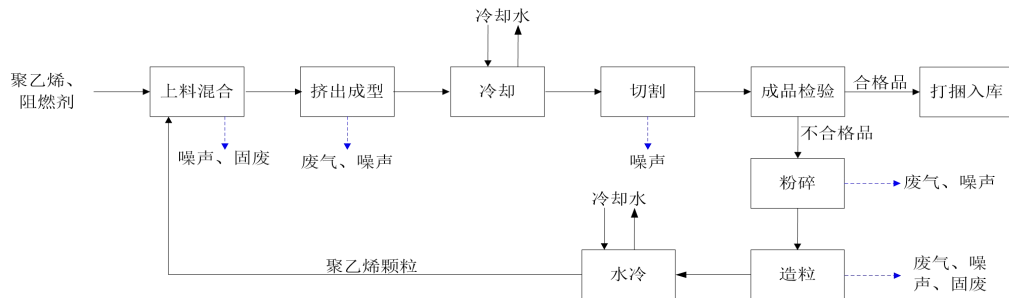 冷却水
聚乙烯、
阻燃剂
上料混合
挤出成型
冷却
切割
成品检验
合格品
打捆入库
不合格品
噪声、固废
废气、噪声
噪声
粉碎
废气、噪声
冷却水
聚乙烯颗粒
水冷
造粒
废气、噪
声、固废